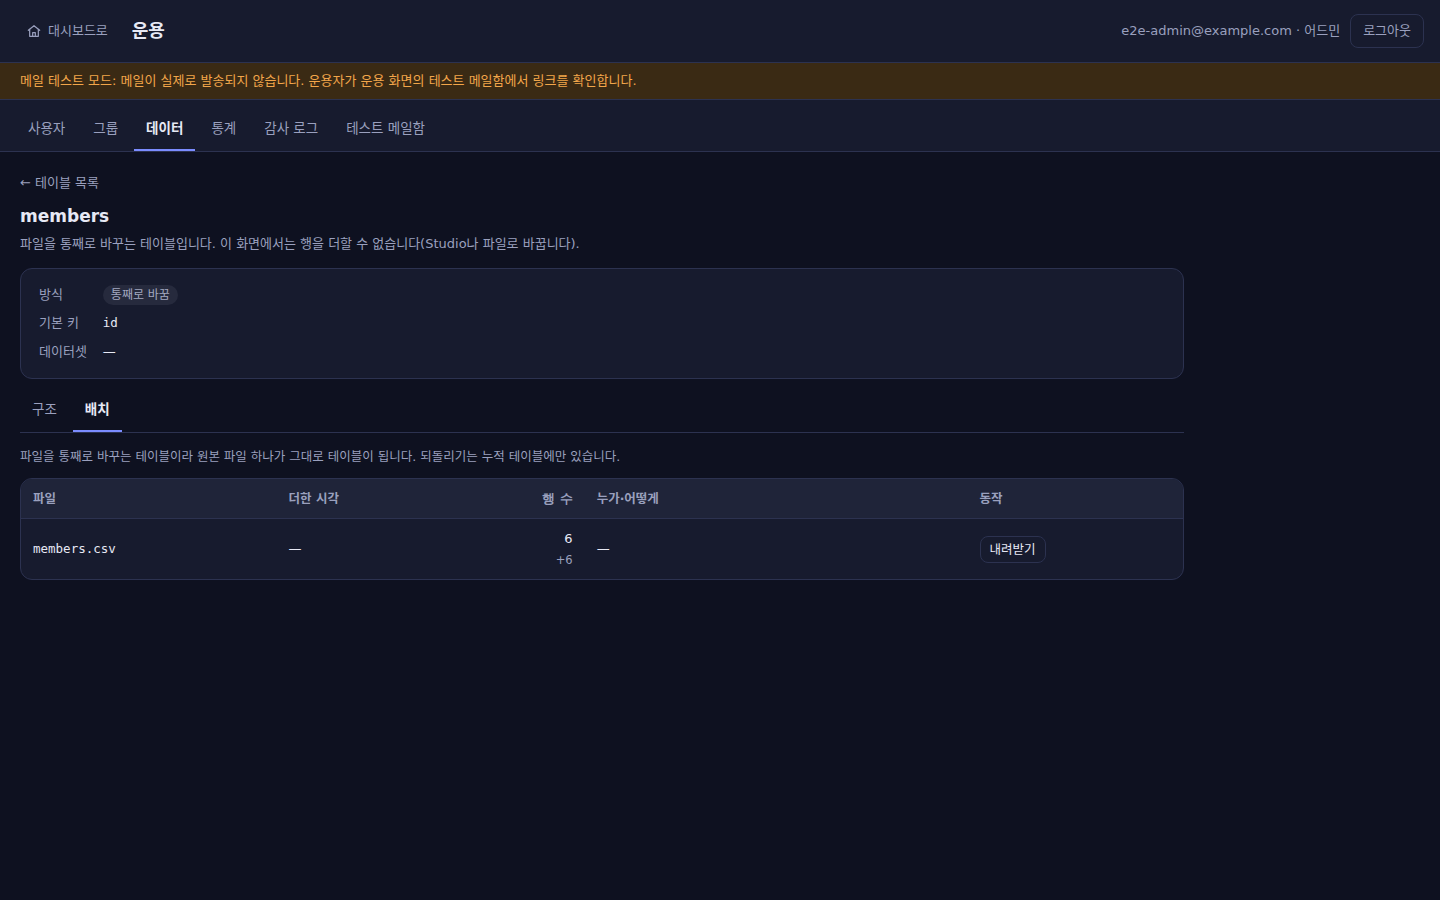 대시보드로 운용 e2e-admin@example.com · 어드민 로그아웃
메일 테스트 모드: 메일이 실제로 발송되지 않습니다. 운용자가 운용 화면의 테스트 메일함에서 링크를 확인합니다.
사용자 그룹 데이터 통계 감사 로그 테스트 메일함
← 테이블 목록
members
파일을 통째로 바꾸는 테이블입니다. 이 화면에서는 행을 더할 수 없습니다(Studio나 파일로 바꿉니다).
방식 통째로 바꿈
기본 키 id
데이터셋 —
구조 배치
파일을 통째로 바꾸는 테이블이라 원본 파일 하나가 그대로 테이블이 됩니다. 되돌리기는 누적 테이블에만 있습니다.
파일 더한 시각 행 수 누가·어떻게 동작
members.csv — 6 — 내려받기
+6